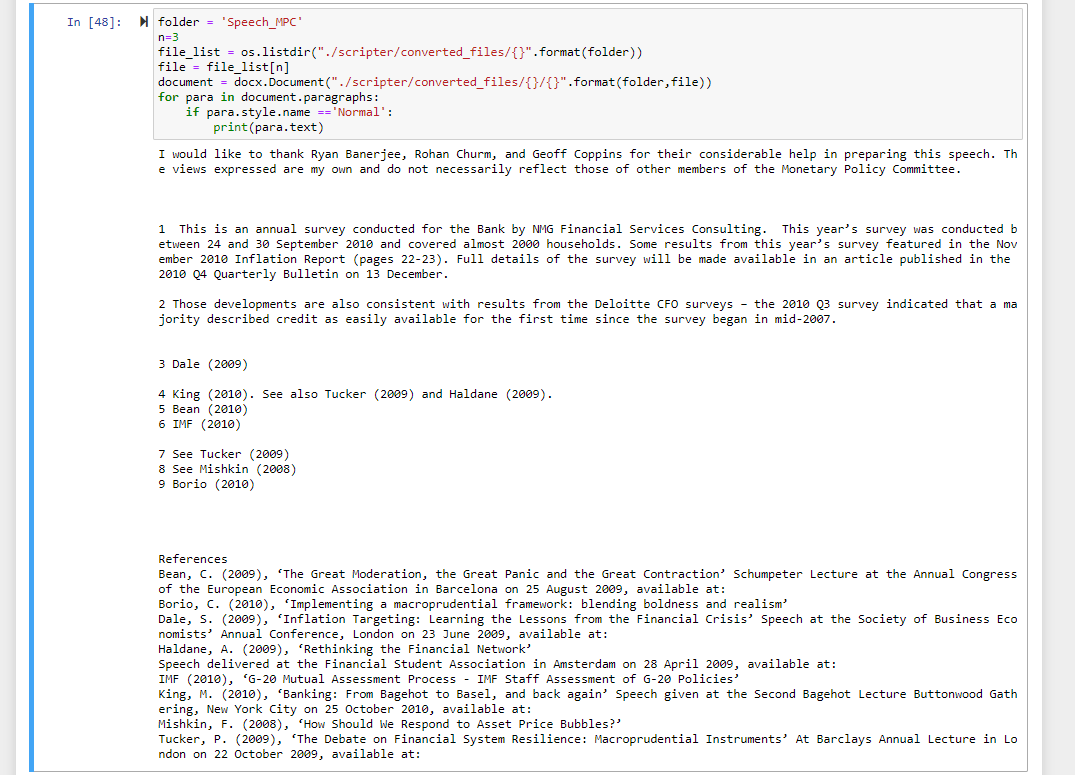 In [48]:
folder = 'Speech_MPC'
n=3
file_list = os.listdir("./scripter/converted_files/{}".format(folder))
file = file_list[n]
document = docx.Document("./scripter/converted_files/{}/{}".format(folder,file))
for para in document.paragraphs:
    if para.style.name =='Normal':
        print(para.text)
I would like to thank Ryan Banerjee, Rohan Churm, and Geoff Coppins for their considerable help in preparing this speech. Th
e views expressed are my own and do not necessarily reflect those of other members of the Monetary Policy Committee.
1  This is an annual survey conducted for the Bank by NMG Financial Services Consulting.  This year’s survey was conducted b
etween 24 and 30 September 2010 and covered almost 2000 households. Some results from this year’s survey featured in the Nov
ember 2010 Inflation Report (pages 22-23). Full details of the survey will be made available in an article published in the
2010 Q4 Quarterly Bulletin on 13 December.
2 Those developments are also consistent with results from the Deloitte CFO surveys – the 2010 Q3 survey indicated that a ma
jority described credit as easily available for the first time since the survey began in mid-2007.
3 Dale (2009)
4 King (2010). See also Tucker (2009) and Haldane (2009).
5 Bean (2010)
6 IMF (2010)
7 See Tucker (2009)
8 See Mishkin (2008)
9 Borio (2010)
References
Bean, C. (2009), ‘The Great Moderation, the Great Panic and the Great Contraction’ Schumpeter Lecture at the Annual Congress
of the European Economic Association in Barcelona on 25 August 2009, available at:
Borio, C. (2010), ‘Implementing a macroprudential framework: blending boldness and realism’
Dale, S. (2009), ‘Inflation Targeting: Learning the Lessons from the Financial Crisis’ Speech at the Society of Business Eco
nomists’ Annual Conference, London on 23 June 2009, available at:
Haldane, A. (2009), ‘Rethinking the Financial Network’
Speech delivered at the Financial Student Association in Amsterdam on 28 April 2009, available at:
IMF (2010), ‘G-20 Mutual Assessment Process - IMF Staff Assessment of G-20 Policies’
King, M. (2010), ‘Banking: From Bagehot to Basel, and back again’ Speech given at the Second Bagehot Lecture Buttonwood Gath
ering, New York City on 25 October 2010, available at:
Mishkin, F. (2008), ‘How Should We Respond to Asset Price Bubbles?’
Tucker, P. (2009), ‘The Debate on Financial System Resilience: Macroprudential Instruments’ At Barclays Annual Lecture in Lo
ndon on 22 October 2009, available at: